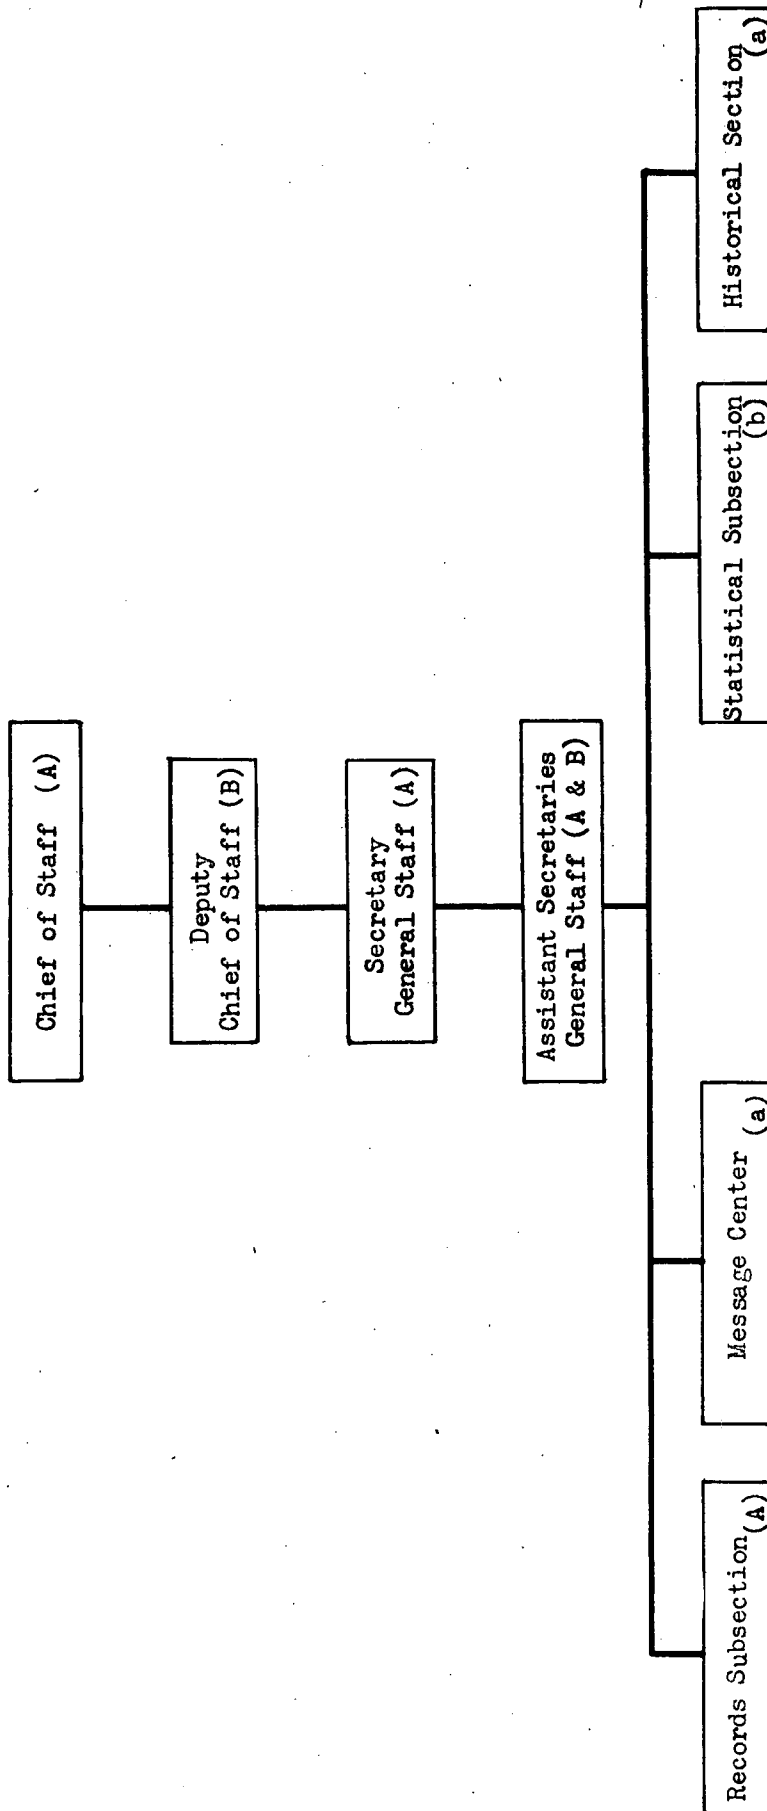 Chief of Staff (A)
Deputy
Chief of Staff (B)
Secretary
General Staff (A)
Assistant Secretaries
General Staff (A & B)
Records Subsection
(A)
Message Center
(a)
Statistical Subsection
(b)
Historical Section
(a)